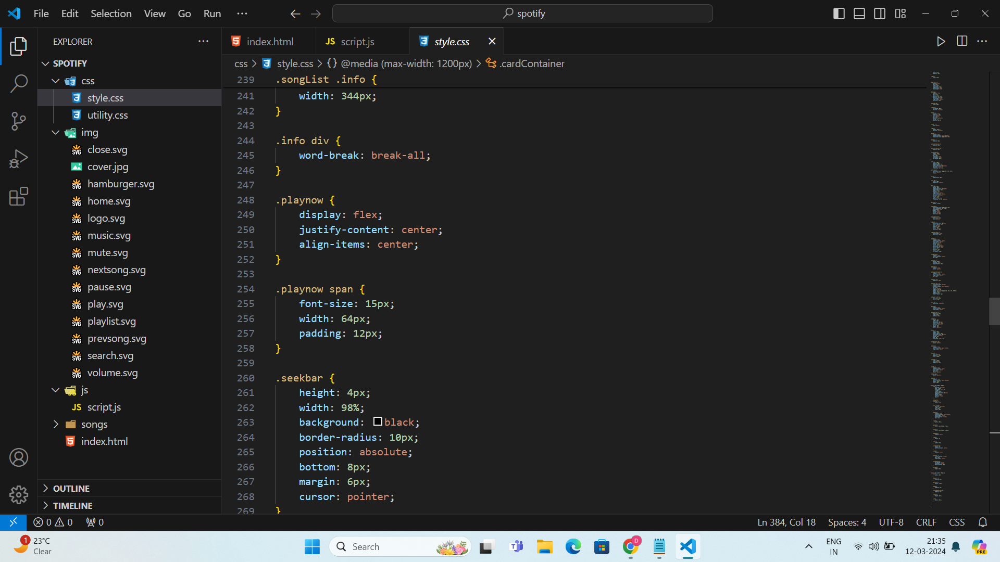 File Edit Selection View Go Run ···
spotify
EXPLORER
index.html
JS script.js
style.css
css > style.css > {} @media (max-width: 1200px) > .cardContainer
SPOTIFY
css
style.css
utility.css
img
close.svg
cover.jpg
hamburger.svg
home.svg
logo.svg
music.svg
mute.svg
nextsong.svg
pause.svg
play.svg
playlist.svg
prevsong.svg
search.svg
volume.svg
js
JS script.js
songs
index.html
OUTLINE
TIMELINE
239 .songList .info {
241 width: 344px;
242 }
243
244 .info div {
245 word-break: break-all;
246 }
247
248 .playnow {
249 display: flex;
250 justify-content: center;
251 align-items: center;
252 }
253
254 .playnow span {
255 font-size: 15px;
256 width: 64px;
257 padding: 12px;
258 }
259
260 .seekbar {
261 height: 4px;
262 width: 98%;
263 background: black;
264 border-radius: 10px;
265 position: absolute;
266 bottom: 8px;
267 margin: 6px;
268 cursor: pointer;
269 }
0 0 0
Ln 384, Col 18 Spaces: 4 UTF-8 CRLF CSS
1
23°C
Clear
Search
D
ENG
IN
21:35
12-03-2024
PRE